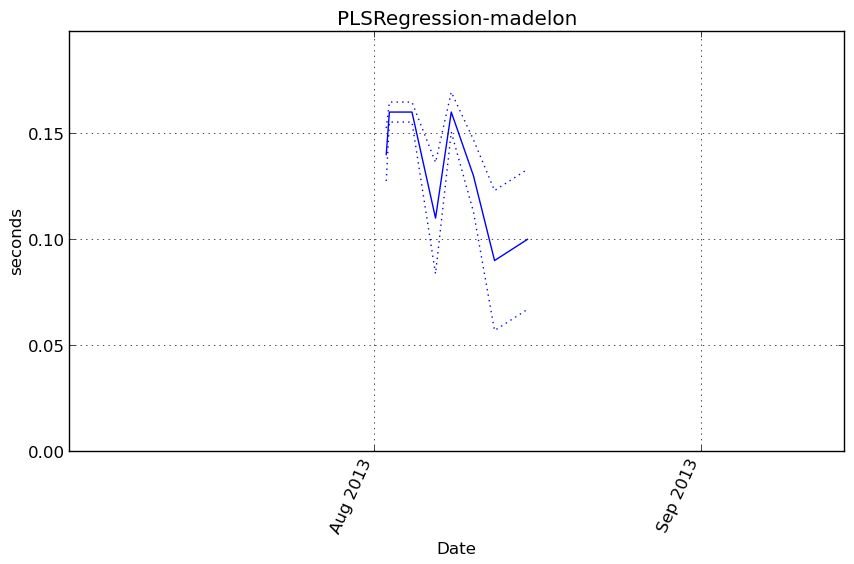 PLSRegression-madelon
0.15
0.10
0.05
0.00
seconds
Aug 2013
Sep 2013
Date